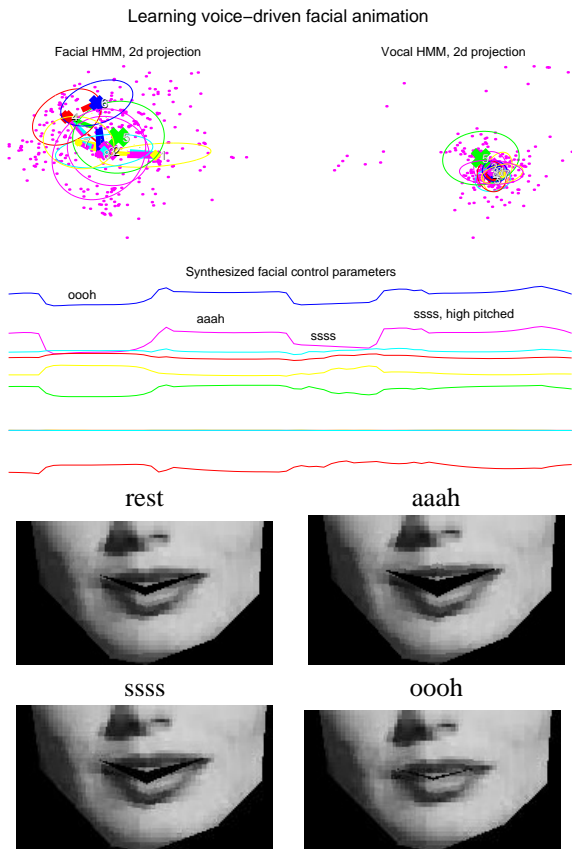 Learning voice−driven facial animation
Facial HMM, 2d projection
Vocal HMM, 2d projection
Synthesized facial control parameters
oooh
aaah
ssss
ssss, high pitched
rest
aaah
ssss
oooh